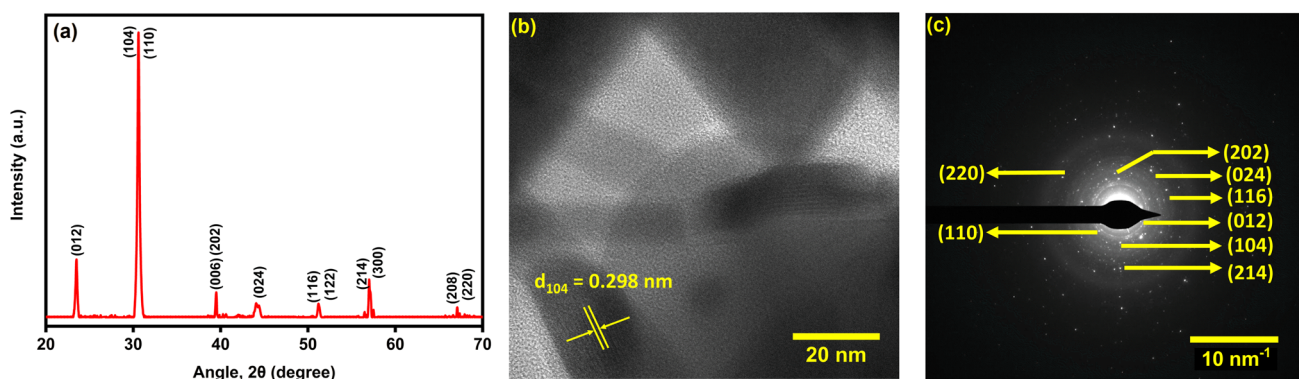 (a)
Intensity (a.u.)
(012)
(104)
(110)
(006) (202)
(024)
(116)
(122)
(214)
(300)
(208)
(220)
20 30 40 50 60 70
Angle, 2θ (degree)
(b)
d₁₀₄ = 0.298 nm
20 nm
(c)
(202)
(220)
(024)
(116)
(012)
(110)
(104)
(214)
10 nm⁻¹